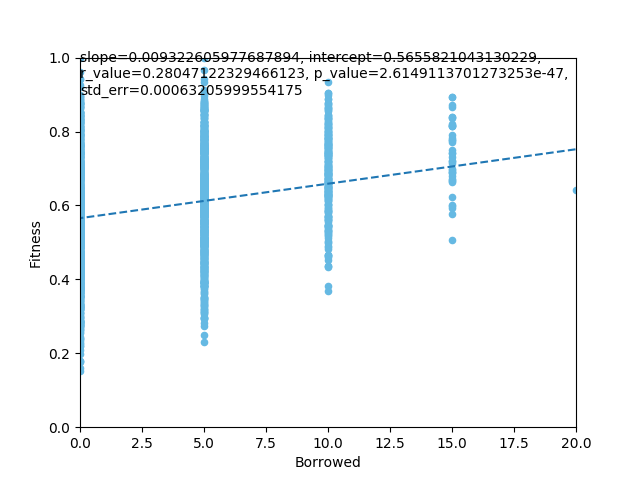 slope=0.009322605977687894, intercept=0.5655821043130229,
r_value=0.28047122329466123, p_value=2.6149113701273253e-47,
std_err=0.00063205999554175
1.0
0.8
0.6
0.4
0.2
0.0
Fitness
0.0 2.5 5.0 7.5 10.0 12.5 15.0 17.5 20.0
Borrowed